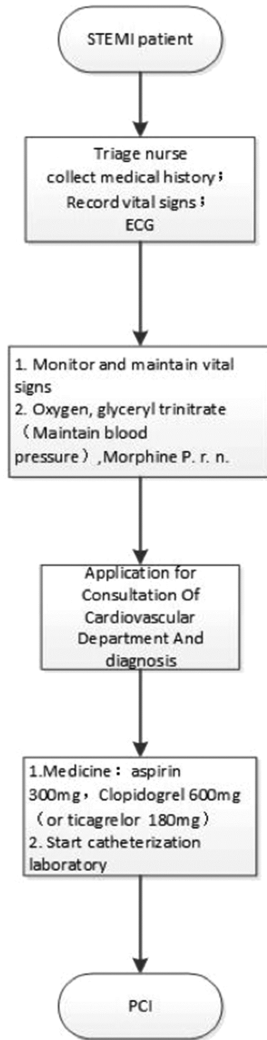 STEMI patient
Triage nurse
collect medical history；
Record vital signs；
ECG
1. Monitor and maintain vital
signs
2. Oxygen, glyceryl trinitrate
（Maintain blood
pressure）,Morphine P. r. n.
Application for
Consultation Of
Cardiovascular
Department And
diagnosis
1.Medicine：aspirin
300mg，Clopidogrel 600mg
（or ticagrelor 180mg）
2. Start catheterization
laboratory
PCI